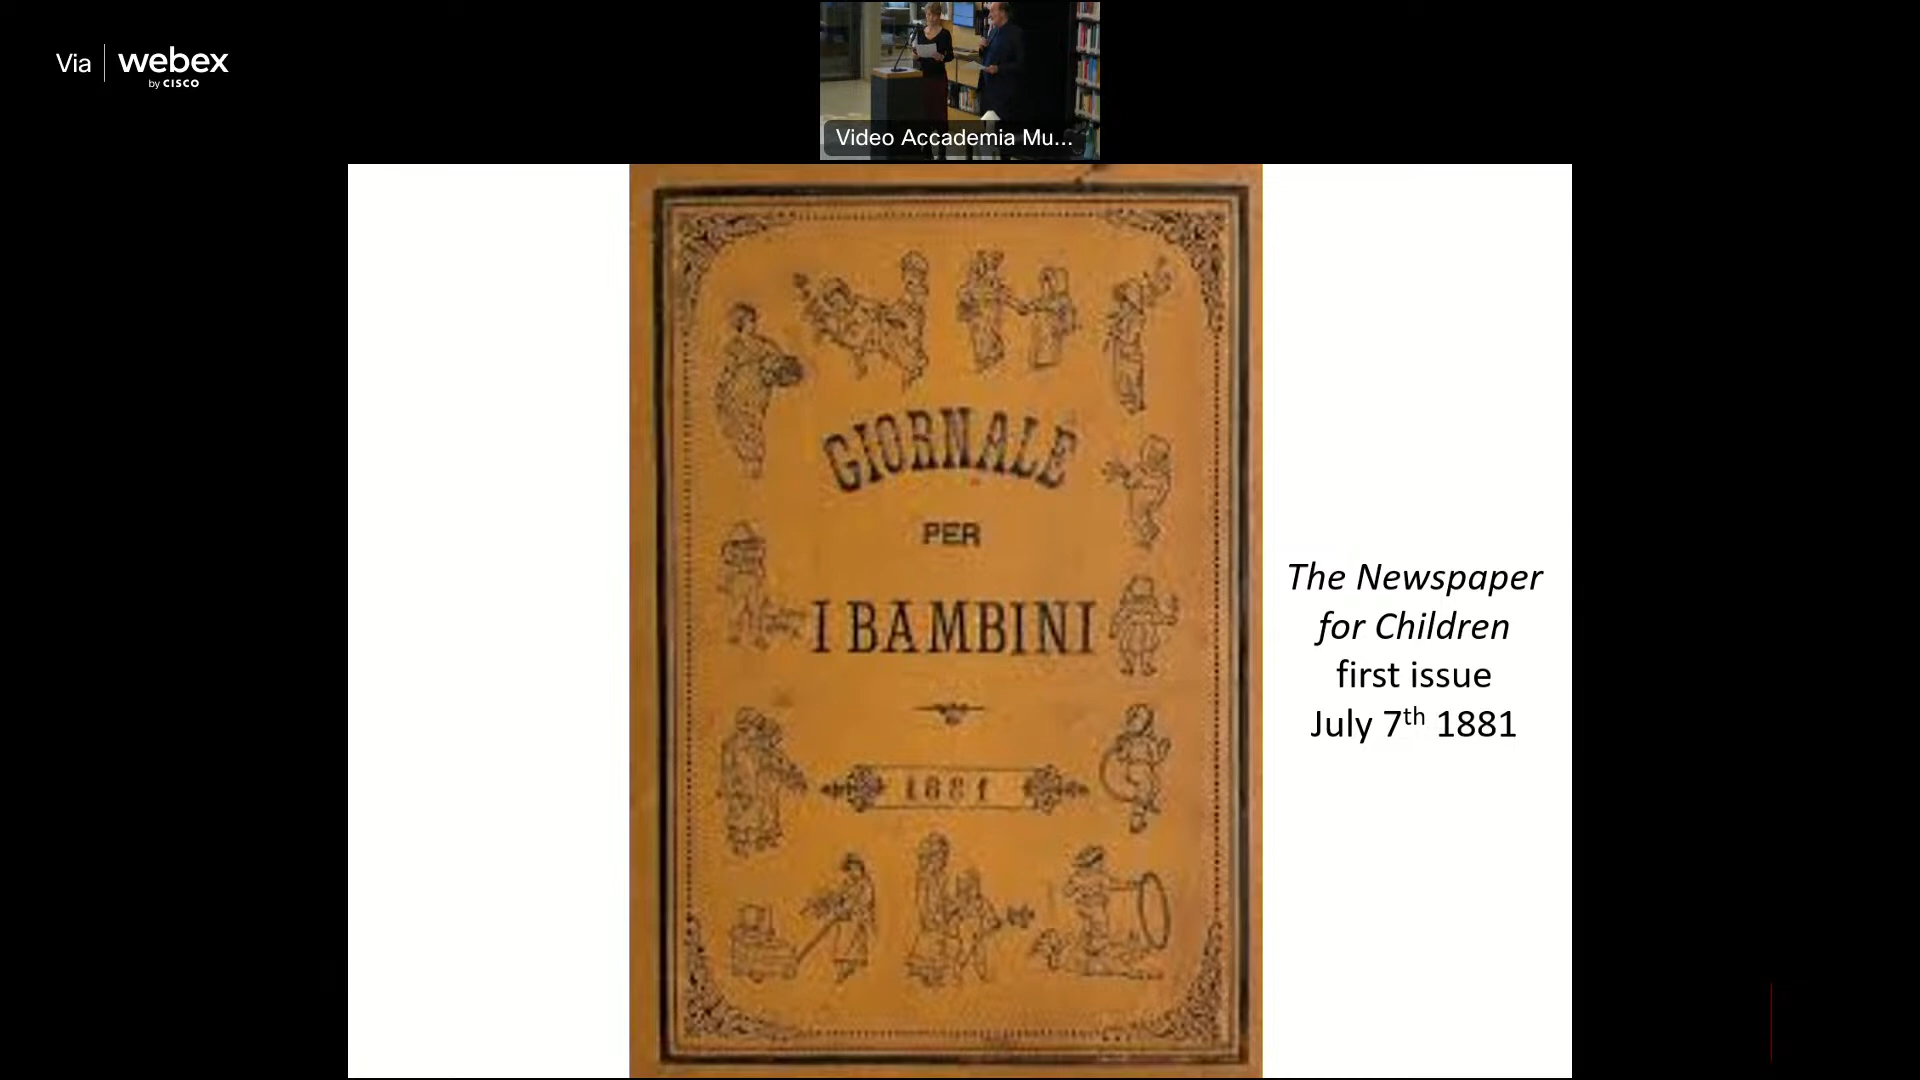 Via webex
by CISCO
Video Accademia Mu...
GIORNALE
PER
I BAMBINI
1881
The Newspaper
for Children
first issue
July 7th 1881